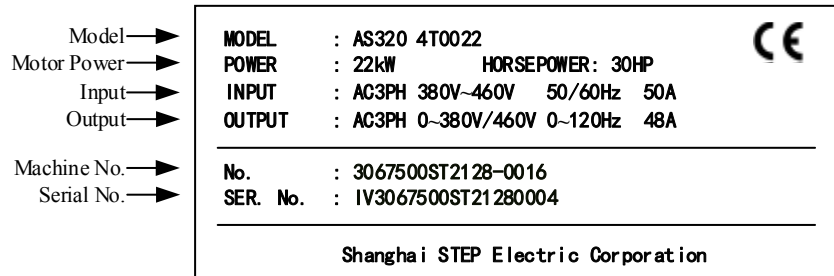 Model MODEL : AS320 4T0022 CE
Motor Power POWER : 22kW HORSEPOWER: 30HP
Input INPUT : AC3PH 380V~460V 50/60Hz 50A
Output OUTPUT : AC3PH 0~380V/460V 0~120Hz 48A
Machine No. No. : 3067500ST2128-0016
Serial No. SER. No. : IV3067500ST21280004
Shanghai STEP Electric Corporation